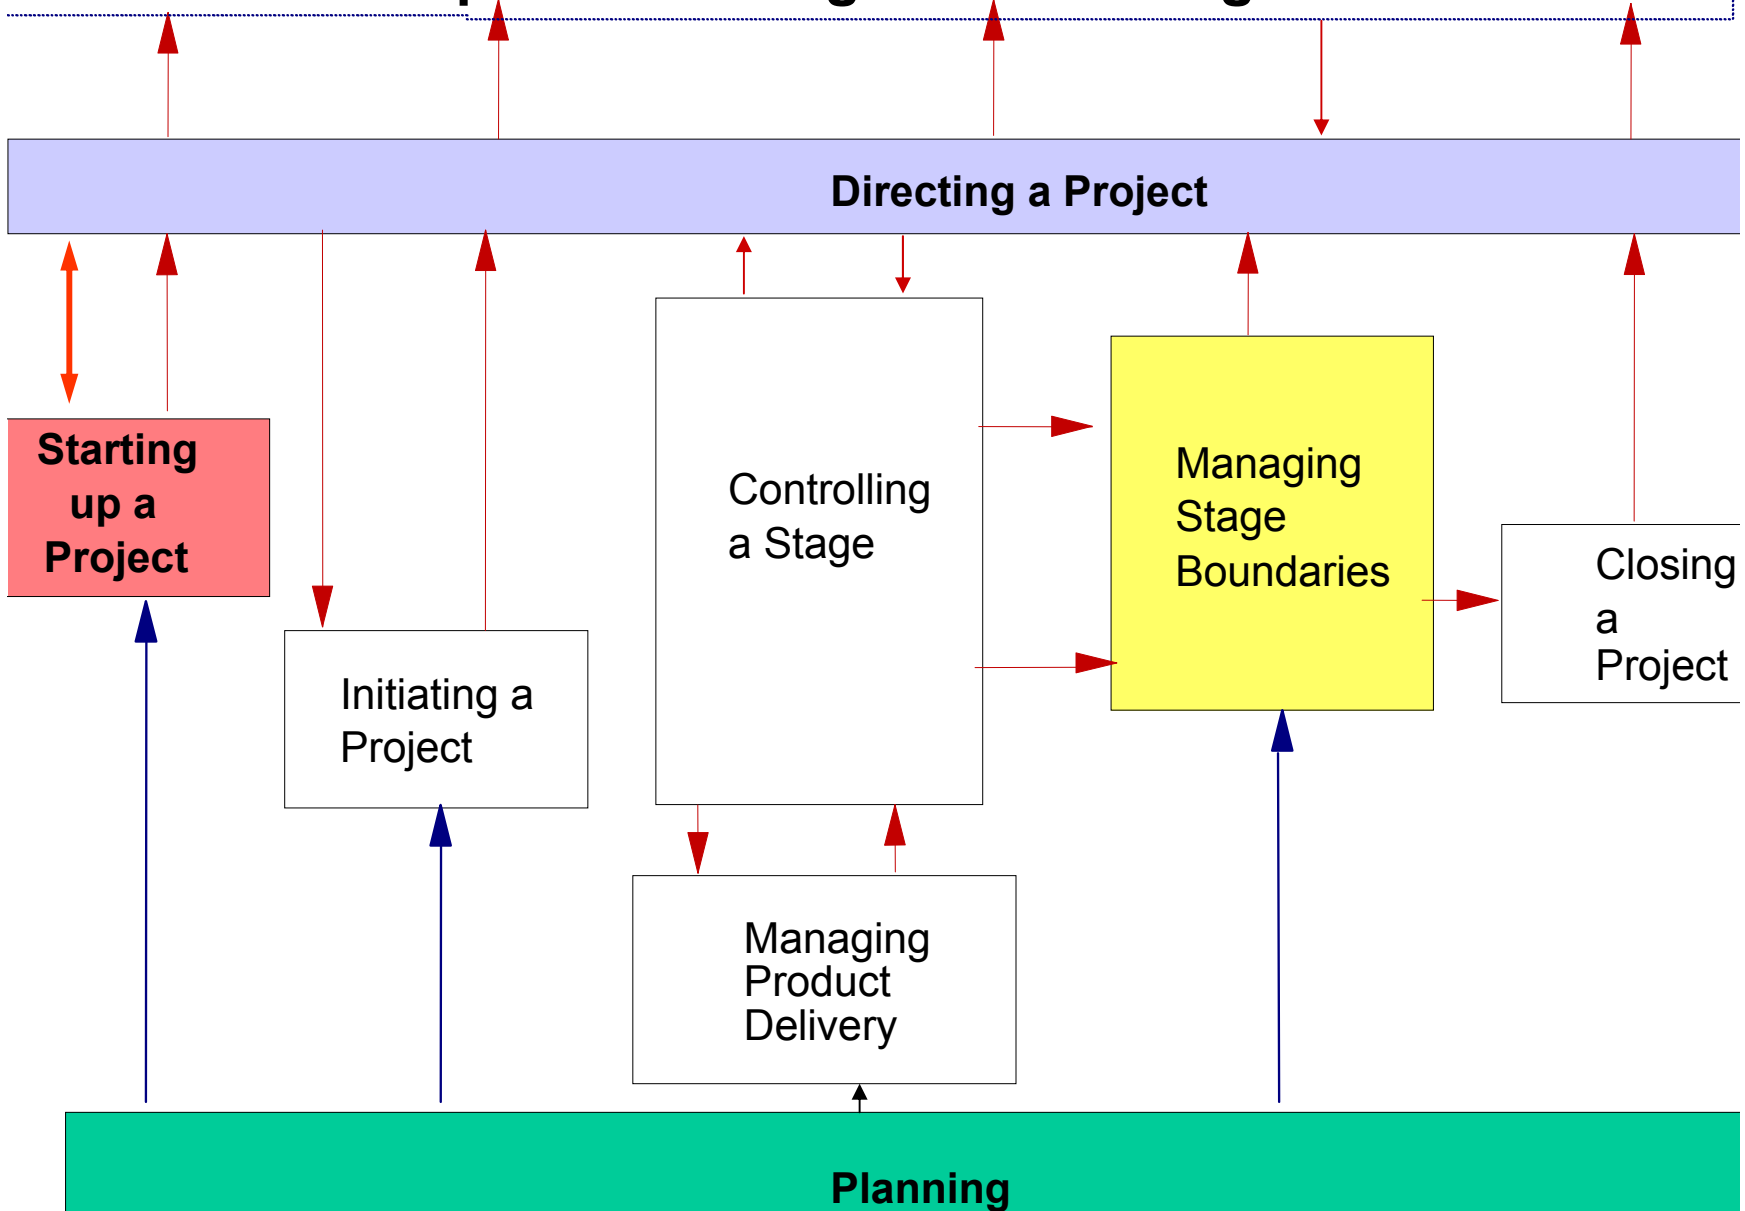 Directing a Project
Starting
up a
Project
Controlling
a Stage
Managing
Stage
Boundaries
Closing
a
Project
Initiating a
Project
Managing
Product
Delivery
Planning